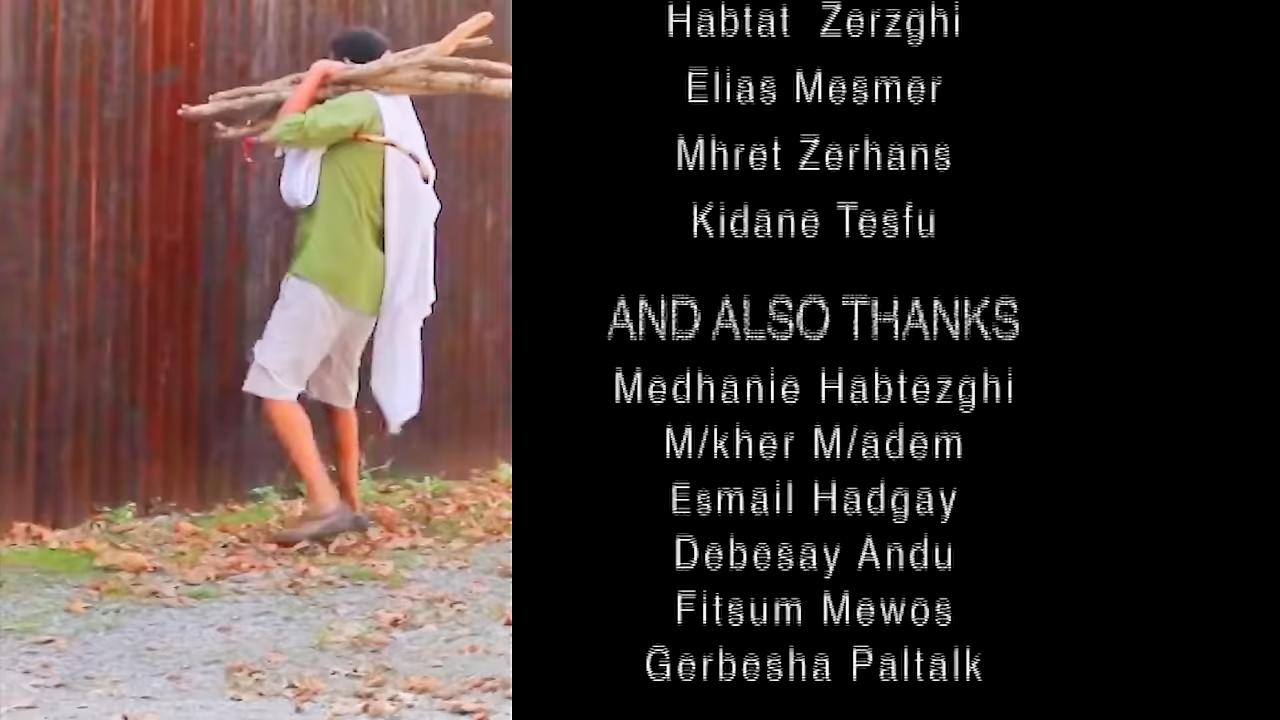 Habtat Zerzghi
Elias Mesmer
Mhret Zerhans
Kidane Tesfu
AND ALSO THANKS
Medhanie Habtezghi
M/kher M/adem
Esmail Hadgay
Debesay Andu
Fitsum Mewos
Gerbesha Paltalk